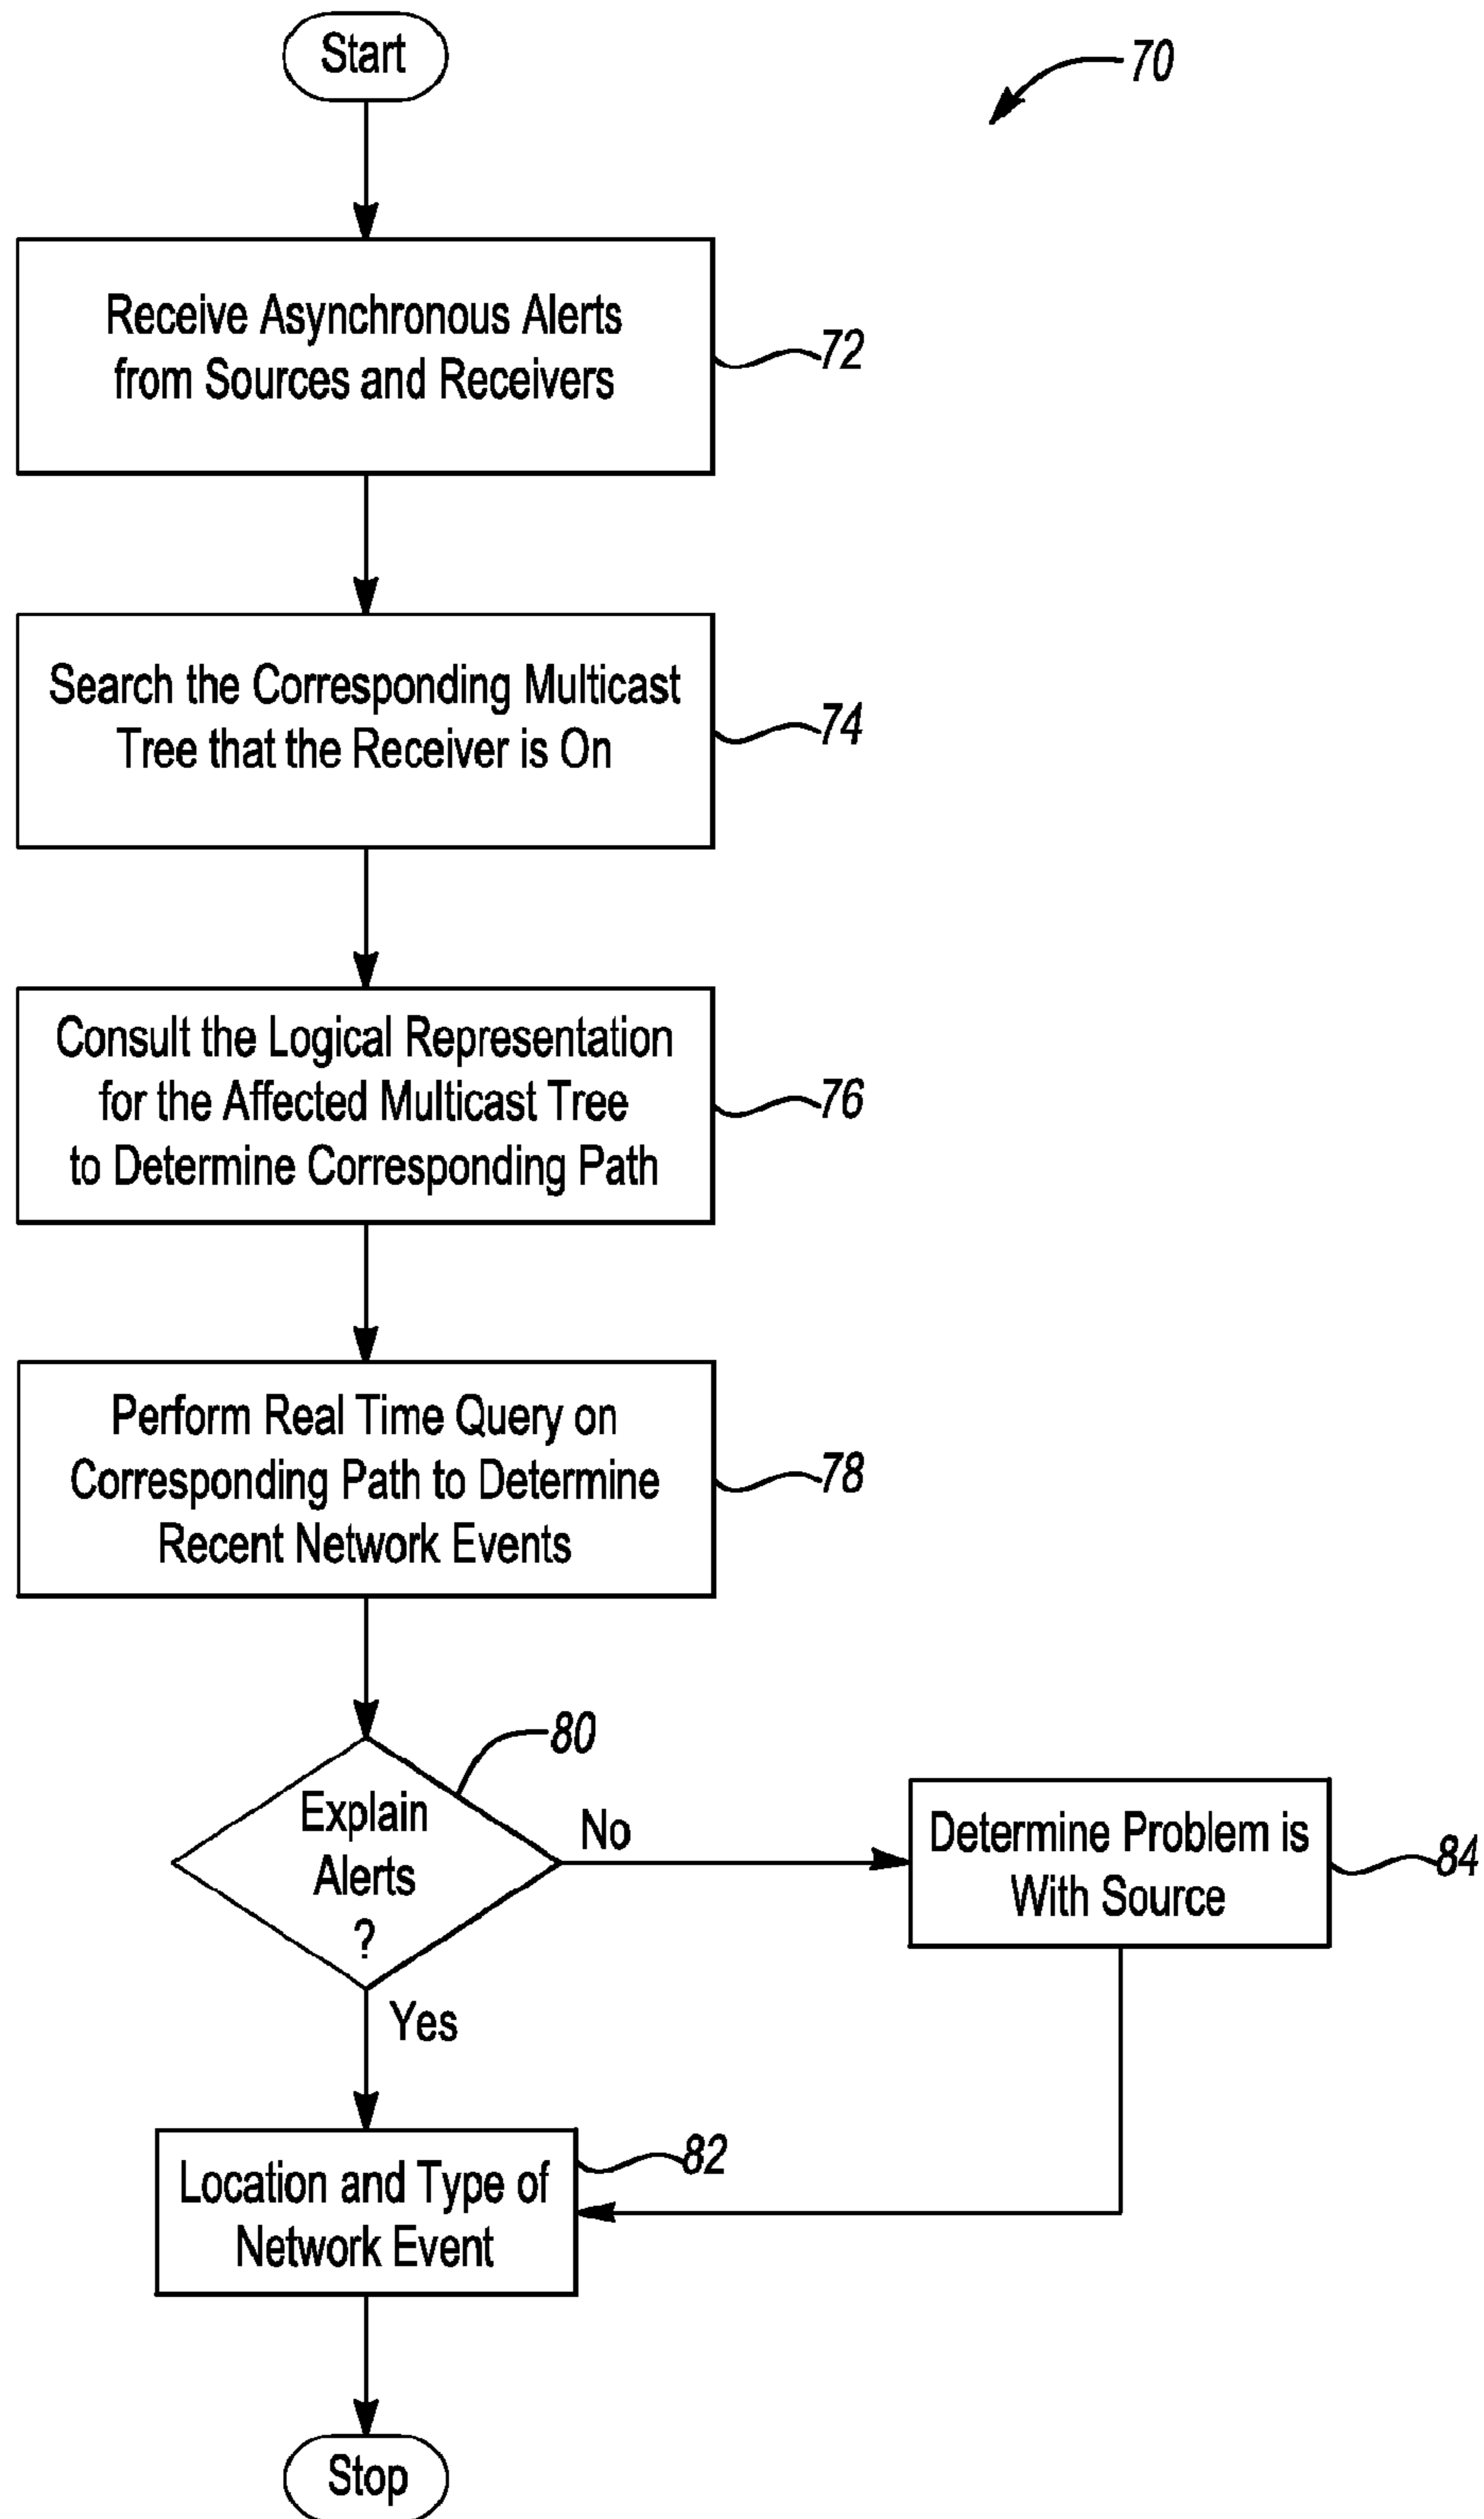 Start
70
Receive Asynchronous Alerts
from Sources and Receivers
72
Search the Corresponding Multicast
Tree that the Receiver is On
74
Consult the Logical Representation
for the Affected Multicast Tree
to Determine Corresponding Path
76
Perform Real Time Query on
Corresponding Path to Determine
Recent Network Events
78
80
Explain
Alerts
?
No
Determine Problem is
With Source
84
Yes
82
Location and Type of
Network Event
Stop